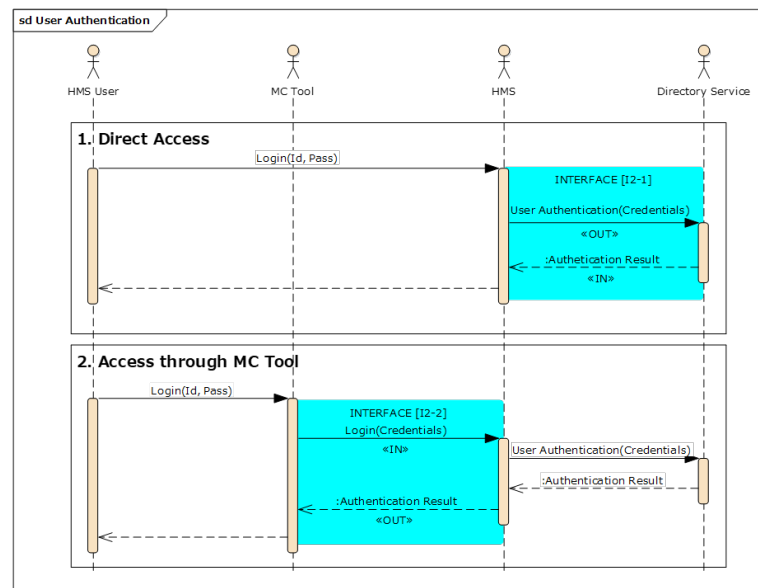 sd User Authentication
HMS User
MC Tool
HMS
Directory Service
1. Direct Access
Login(Id, Pass)
INTERFACE [I2-1]
User Authentication(Credentials)
«OUT»
:Authetication Result
«IN»
2. Access through MC Tool
Login(Id, Pass)
INTERFACE [I2-2]
Login(Credentials)
«IN»
User Authentication(Credentials)
:Authentication Result
:Authentication Result
«OUT»